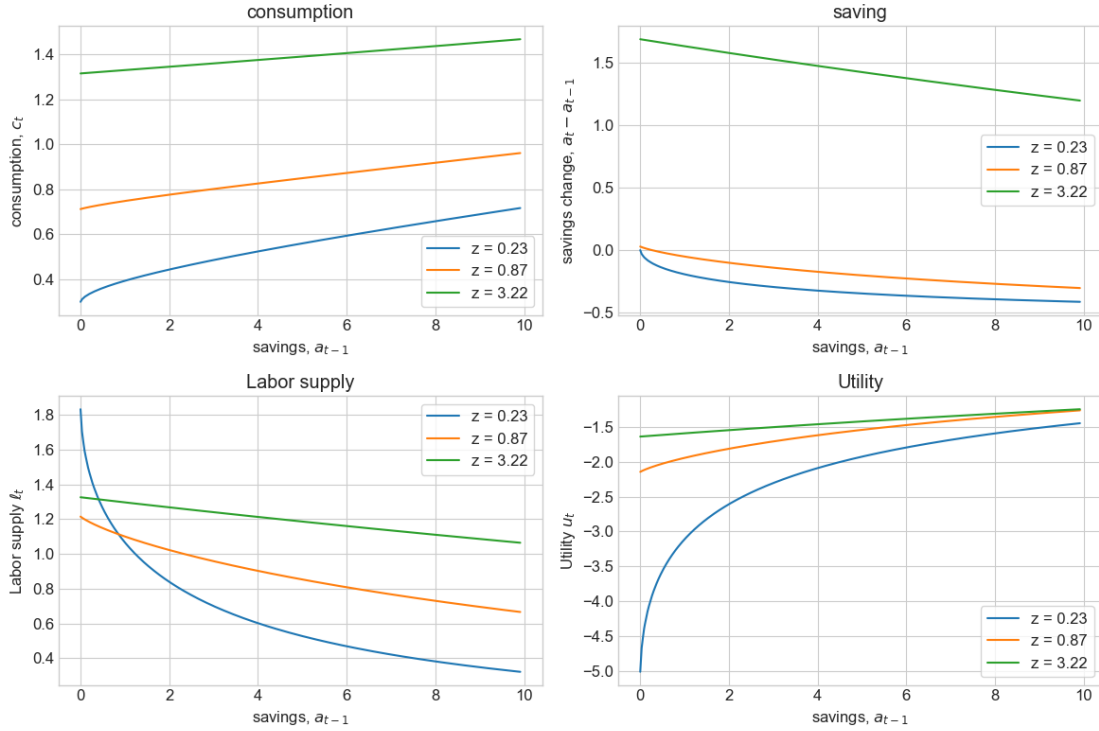 consumption
consumption, c_t
1.4
1.2
1.0
0.8
0.6
0.4
z = 0.23
z = 0.87
z = 3.22
0 2 4 6 8 10
savings, a_{t−1}
saving
savings change, a_t − a_{t−1}
1.5
1.0
0.5
0.0
−0.5
z = 0.23
z = 0.87
z = 3.22
0 2 4 6 8 10
savings, a_{t−1}
Labor supply
Labor supply ℓ_t
1.8
1.6
1.4
1.2
1.0
0.8
0.6
0.4
z = 0.23
z = 0.87
z = 3.22
0 2 4 6 8 10
savings, a_{t−1}
Utility
Utility u_t
−1.5
−2.0
−2.5
−3.0
−3.5
−4.0
−4.5
−5.0
z = 0.23
z = 0.87
z = 3.22
0 2 4 6 8 10
savings, a_{t−1}